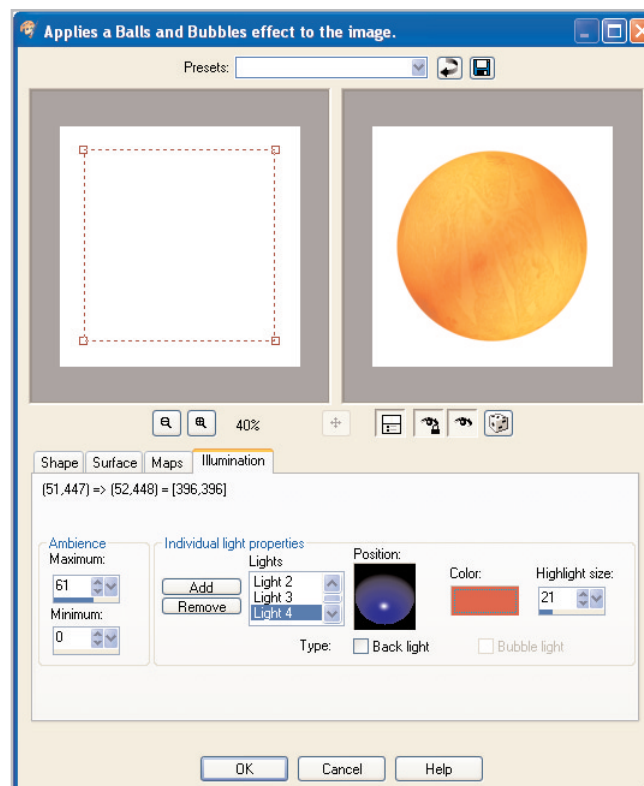 Applies a Balls and Bubbles effect to the image.
Presets:
40%
Shape Surface Maps Illumination
(51,447) => (52,448) = [396,396]
Ambience
Maximum:
61
Minimum:
0
Individual light properties
Add
Remove
Lights
Light 2
Light 3
Light 4
Position:
Color:
Highlight size:
21
Type: Back light Bubble light
OK Cancel Help